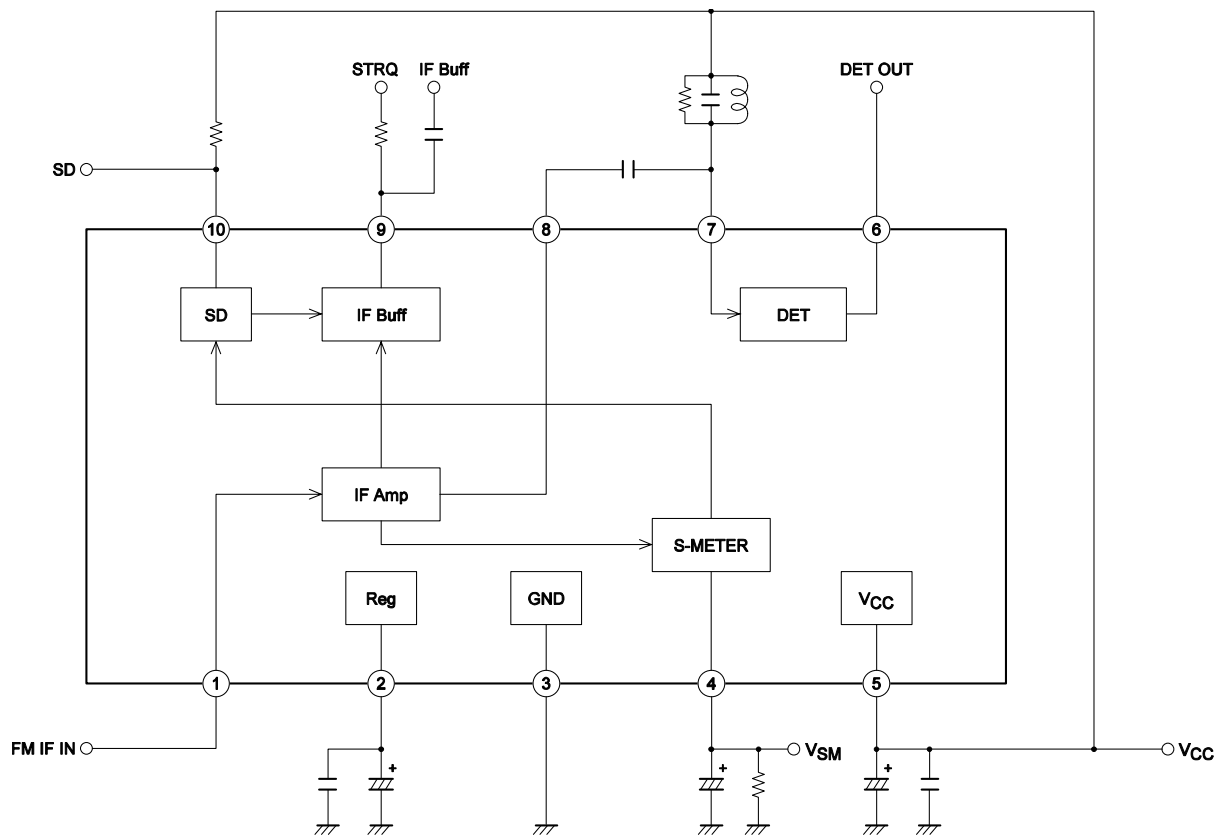 STRQ IF Buff DET OUT
SD
10 9 8 7 6
SD IF Buff DET
IF Amp
S-METER
Reg GND VCC
1 2 3 4 5
FM IF IN + VSM + VCC
+